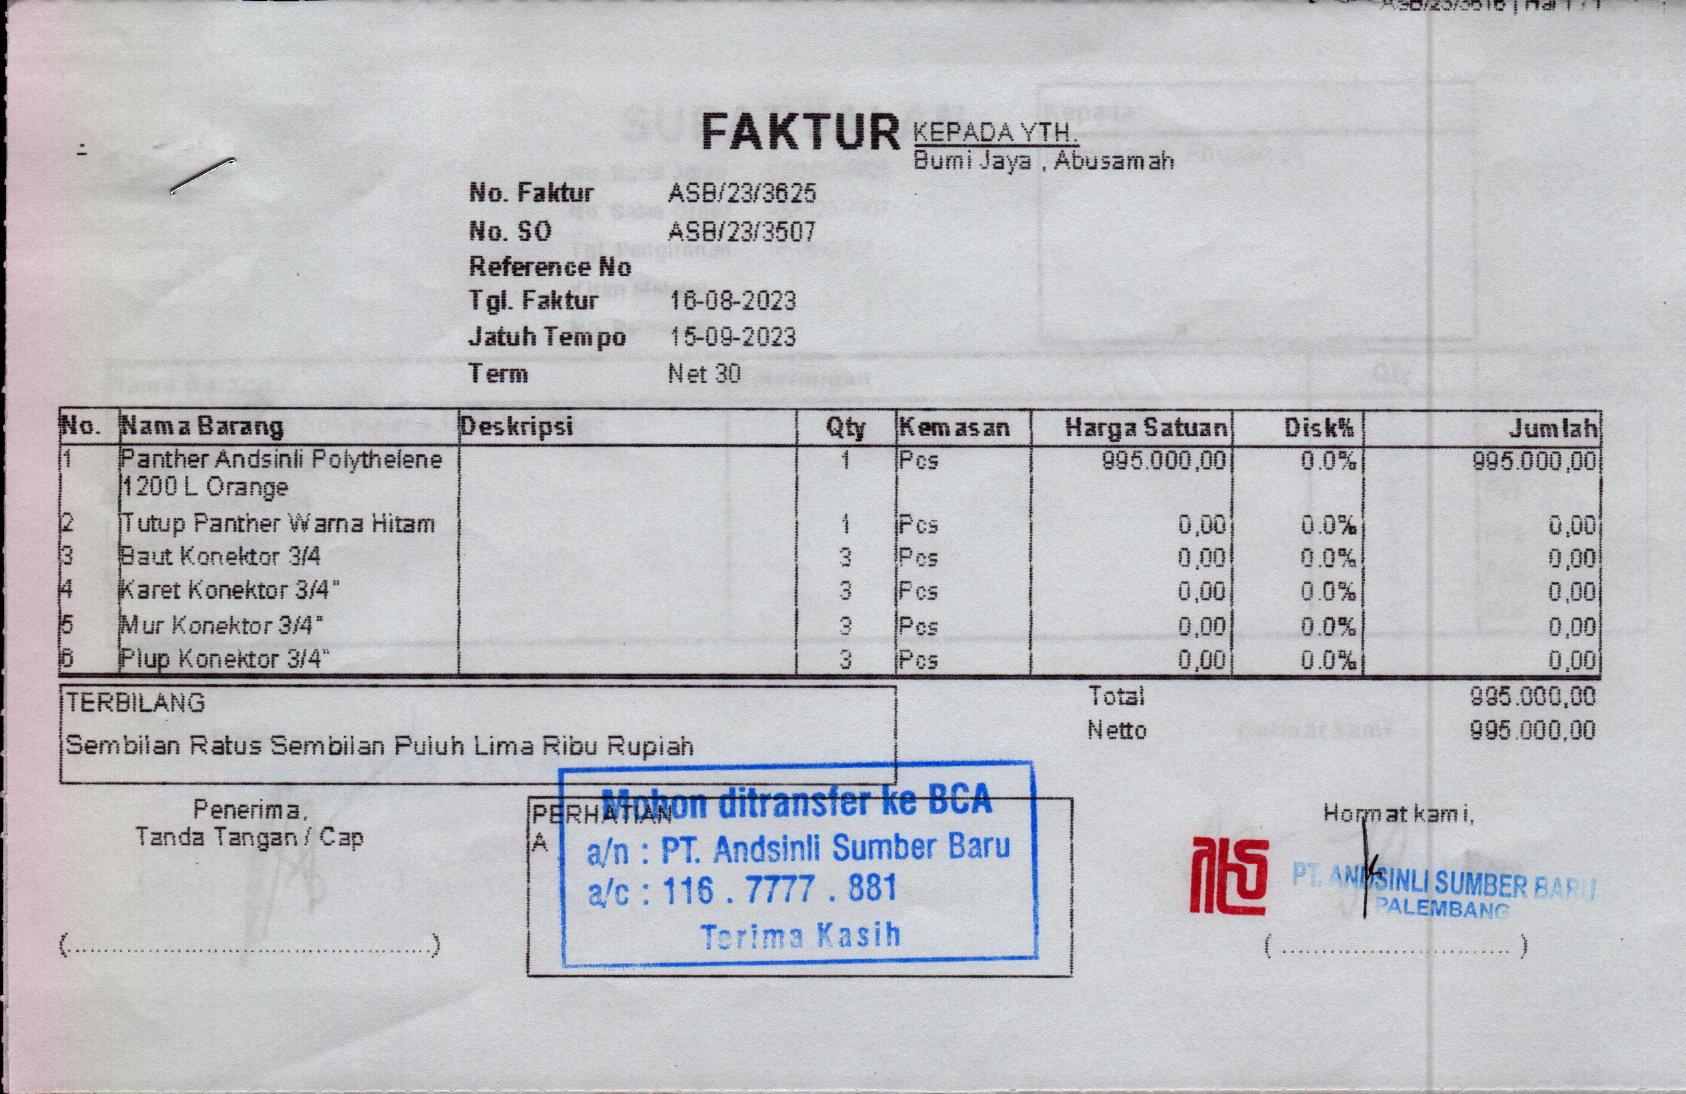 FAKTUR
KEPADA YTH.
Bumi Jaya , Abusamah
No. Faktur ASB/23/3625
No. SO ASB/23/3507
Reference No
Tgl. Faktur 16-08-2023
Jatuh Tempo 15-09-2023
Term Net 30
No. Nama Barang Deskripsi Qty Kemasan Harga Satuan Disk% Jumlah
1 Panther Andsinli Polythelene 1 Pcs 995.000,00 0.0% 995.000,00
1200 L Orange
2 Tutup Panther Warna Hitam 1 Pcs 0,00 0.0% 0,00
3 Baut Konektor 3/4 3 Pcs 0,00 0.0% 0,00
4 Karet Konektor 3/4" 3 Pcs 0,00 0.0% 0,00
5 Mur Konektor 3/4" 3 Pcs 0,00 0.0% 0,00
6 Plup Konektor 3/4" 3 Pcs 0,00 0.0% 0,00
TERBILANG
Sembilan Ratus Sembilan Puluh Lima Ribu Rupiah
Total 995.000,00
Netto 995.000,00
Penerima,
Tanda Tangan / Cap
(..........................................)
PERHATIAN
A
Mohon ditransfer ke BCA
a/n : PT. Andsinli Sumber Baru
a/c : 116 . 7777 . 881
Terima Kasih
Hormat kami,
PT. ANDSINLI SUMBER BARU
PALEMBANG
( ............................ )